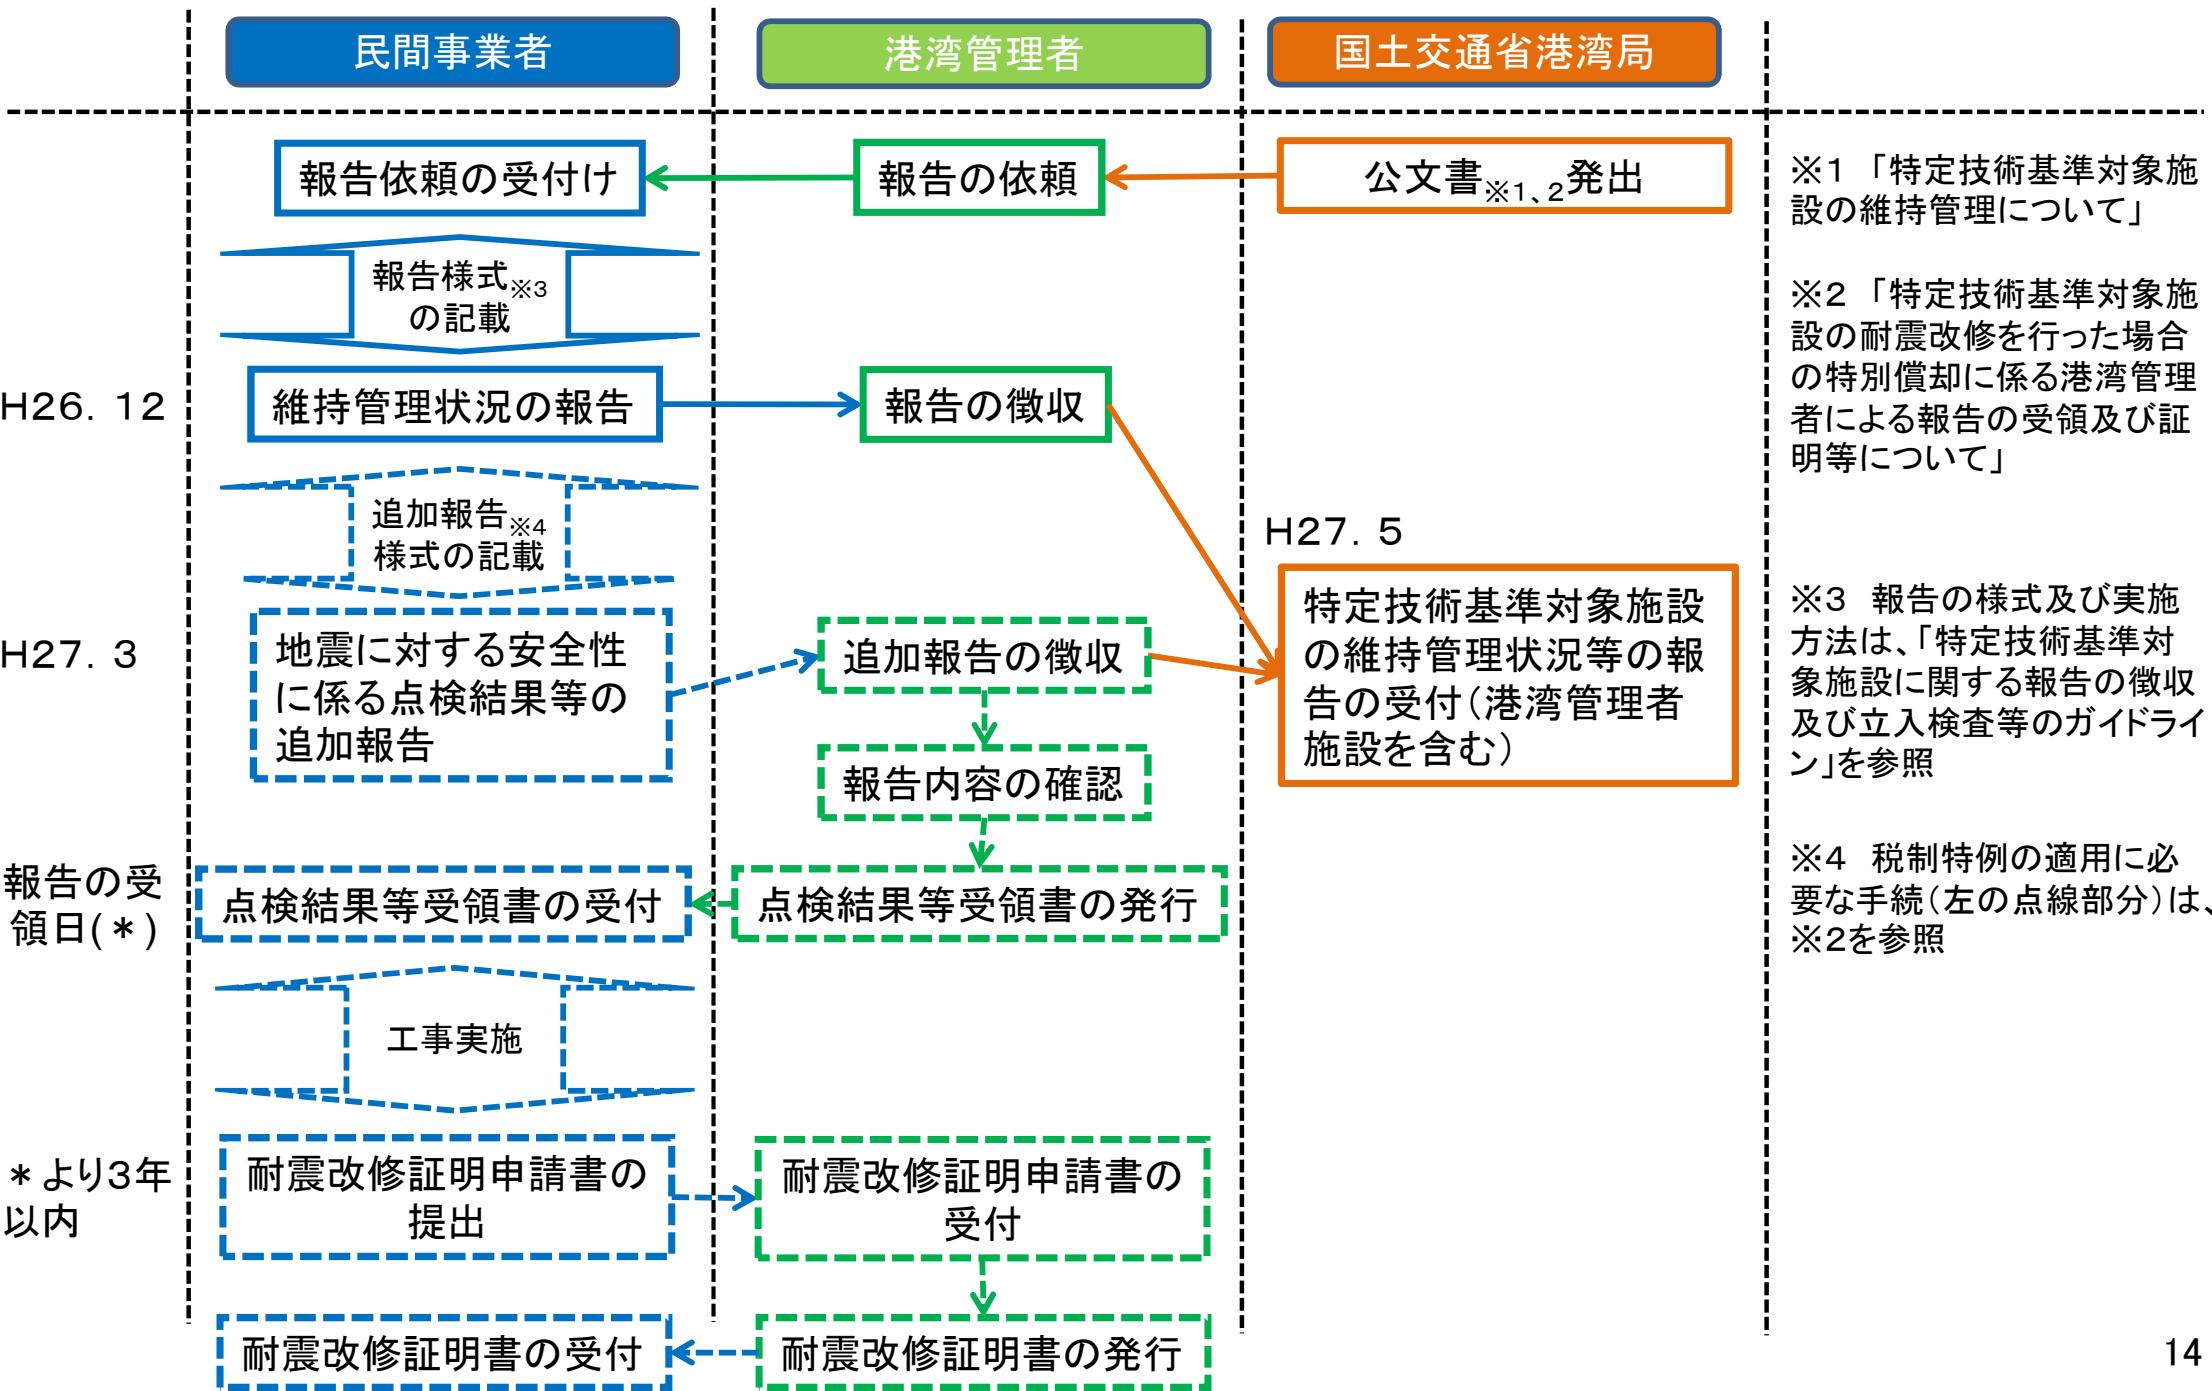 民間事業者
港湾管理者
国土交通省港湾局
報告依頼の受付け
報告の依頼
公文書※1、2発出
報告様式※3
の記載
H26．12
維持管理状況の報告
報告の徴収
追加報告※4
様式の記載
H27．5
H27．3
地震に対する安全性
に係る点検結果等の
追加報告
追加報告の徴収
特定技術基準対象施設
の維持管理状況等の報
告の受付（港湾管理者
施設を含む）
報告内容の確認
報告の受
領日(＊)
点検結果等受領書の受付
点検結果等受領書の発行
工事実施
＊より3年
以内
耐震改修証明申請書の
提出
耐震改修証明申請書の
受付
耐震改修証明書の受付
耐震改修証明書の発行
※1　「特定技術基準対象施
設の維持管理について」
※2　「特定技術基準対象施
設の耐震改修を行った場合
の特別償却に係る港湾管理
者による報告の受領及び証
明等について」
※3　報告の様式及び実施
方法は、「特定技術基準対
象施設に関する報告の徴収
及び立入検査等のガイドライ
ン」を参照
※4　税制特例の適用に必
要な手続（左の点線部分）は、
※2を参照
14